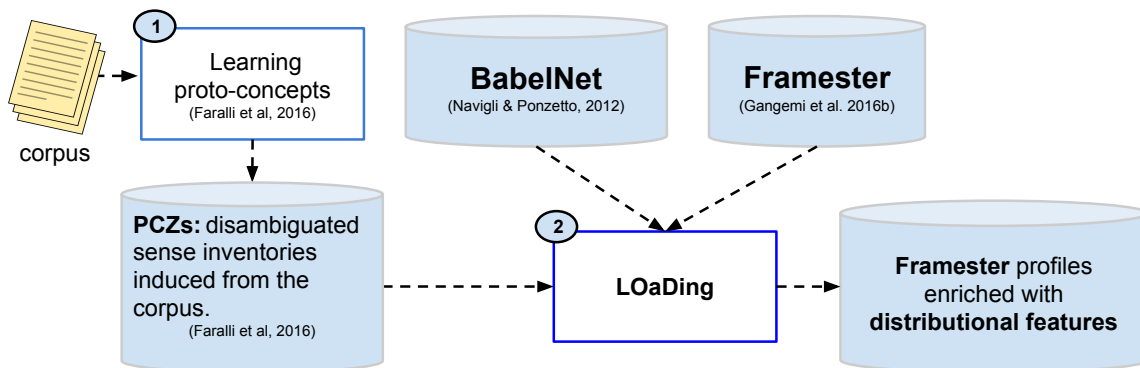 1
Learning
proto-concepts
(Faralli et al, 2016)
corpus
BabelNet
(Navigli & Ponzetto, 2012)
Framester
(Gangemi et al. 2016b)
PCZs: disambiguated
sense inventories
induced from the
corpus.
(Faralli et al, 2016)
2
LOaDing
Framester profiles
enriched with
distributional features